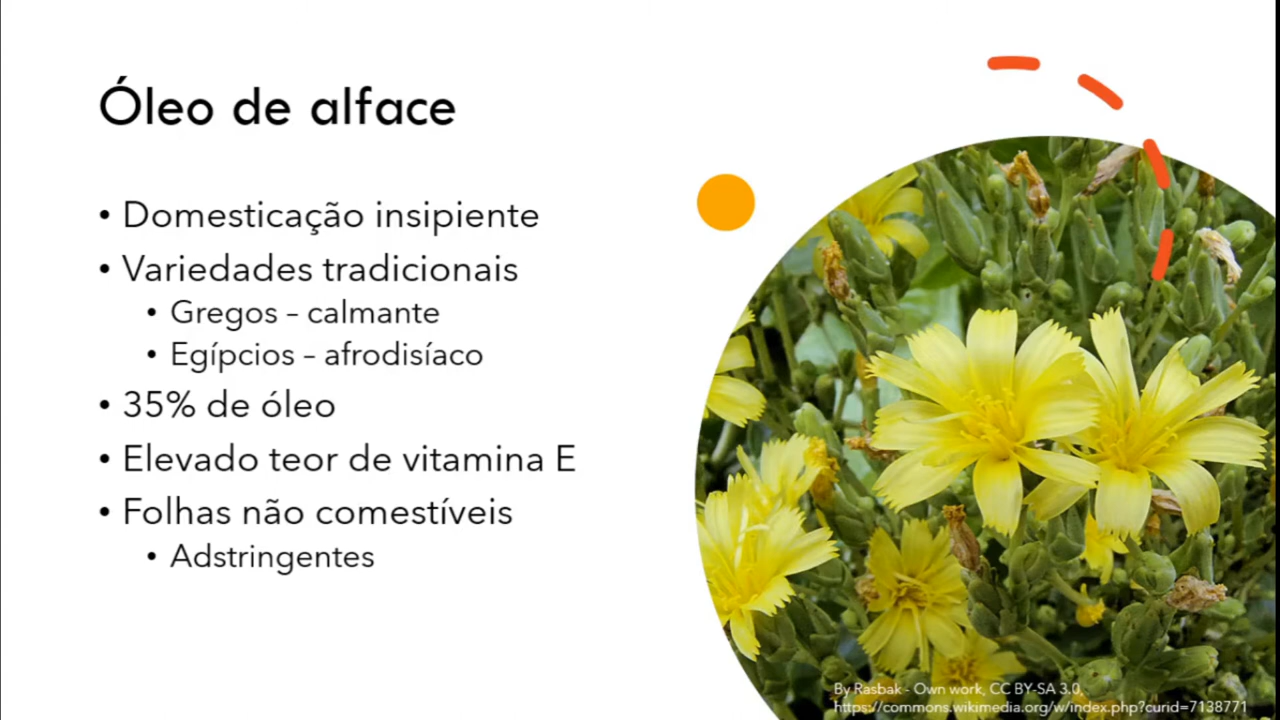 Óleo de alface
• Domesticação insipiente
• Variedades tradicionais
• Gregos – calmante
• Egípcios – afrodisíaco
• 35% de óleo
• Elevado teor de vitamina E
• Folhas não comestíveis
• Adstringentes
By Rasbak - Own work, CC BY-SA 3.0,
https://commons.wikimedia.org/w/index.php?curid=7138771